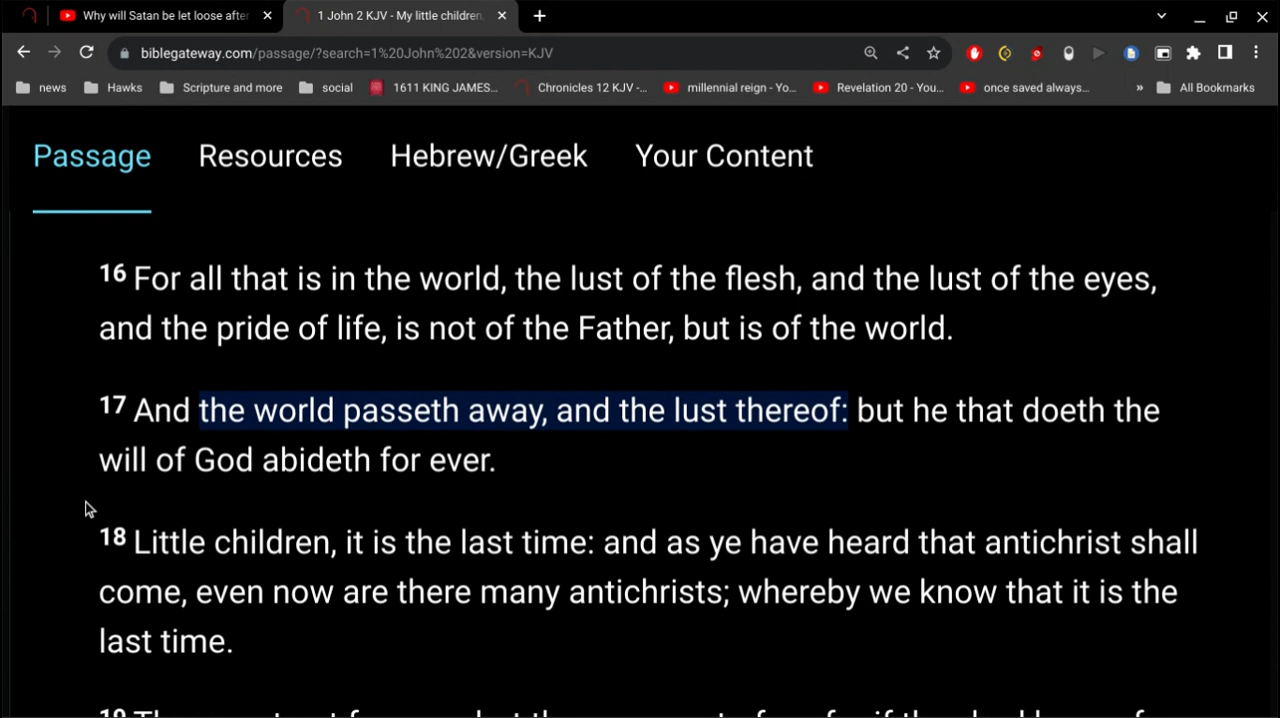 Why will Satan be let loose after
1 John 2 KJV - My little children,
biblegateway.com/passage/?search=1%20John%202&version=KJV
news Hawks Scripture and more social 1611 KING JAMES... Chronicles 12 KJV -... millennial reign - Yo... Revelation 20 - You... once saved always... » All Bookmarks
Passage Resources Hebrew/Greek Your Content
16 For all that is in the world, the lust of the flesh, and the lust of the eyes,
and the pride of life, is not of the Father, but is of the world.
17 And the world passeth away, and the lust thereof: but he that doeth the
will of God abideth for ever.
18 Little children, it is the last time: and as ye have heard that antichrist shall
come, even now are there many antichrists; whereby we know that it is the
last time.